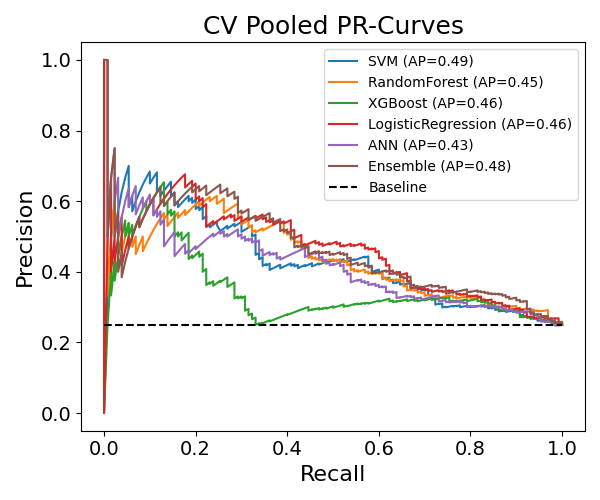 CV Pooled PR-Curves
SVM (AP=0.49)
RandomForest (AP=0.45)
XGBoost (AP=0.46)
LogisticRegression (AP=0.46)
ANN (AP=0.43)
Ensemble (AP=0.48)
Baseline
Precision
1.0
0.8
0.6
0.4
0.2
0.0
0.0 0.2 0.4 0.6 0.8 1.0
Recall